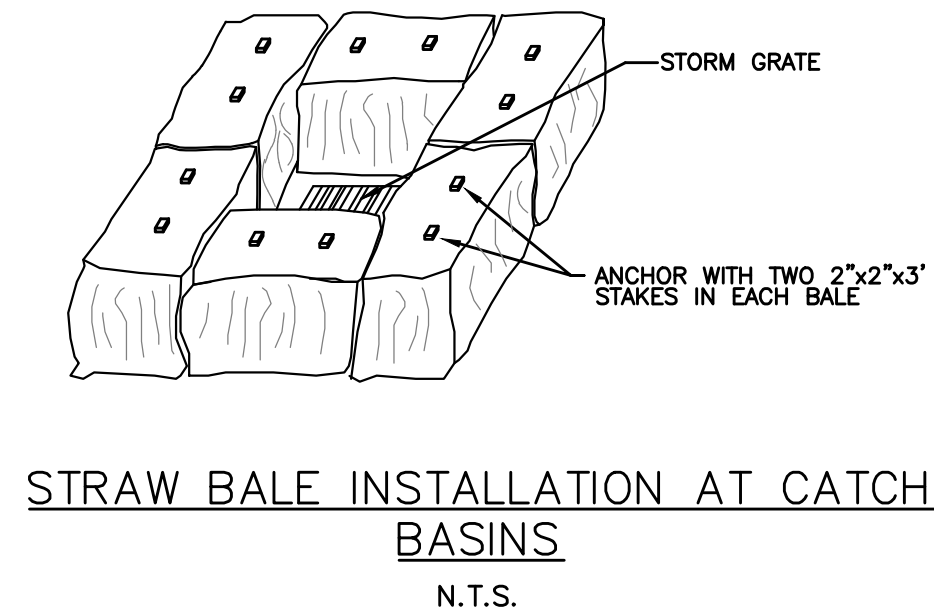 STORM GRATE
ANCHOR WITH TWO 2"x2"x3'
STAKES IN EACH BALE
STRAW BALE INSTALLATION AT CATCH
BASINS
N.T.S.